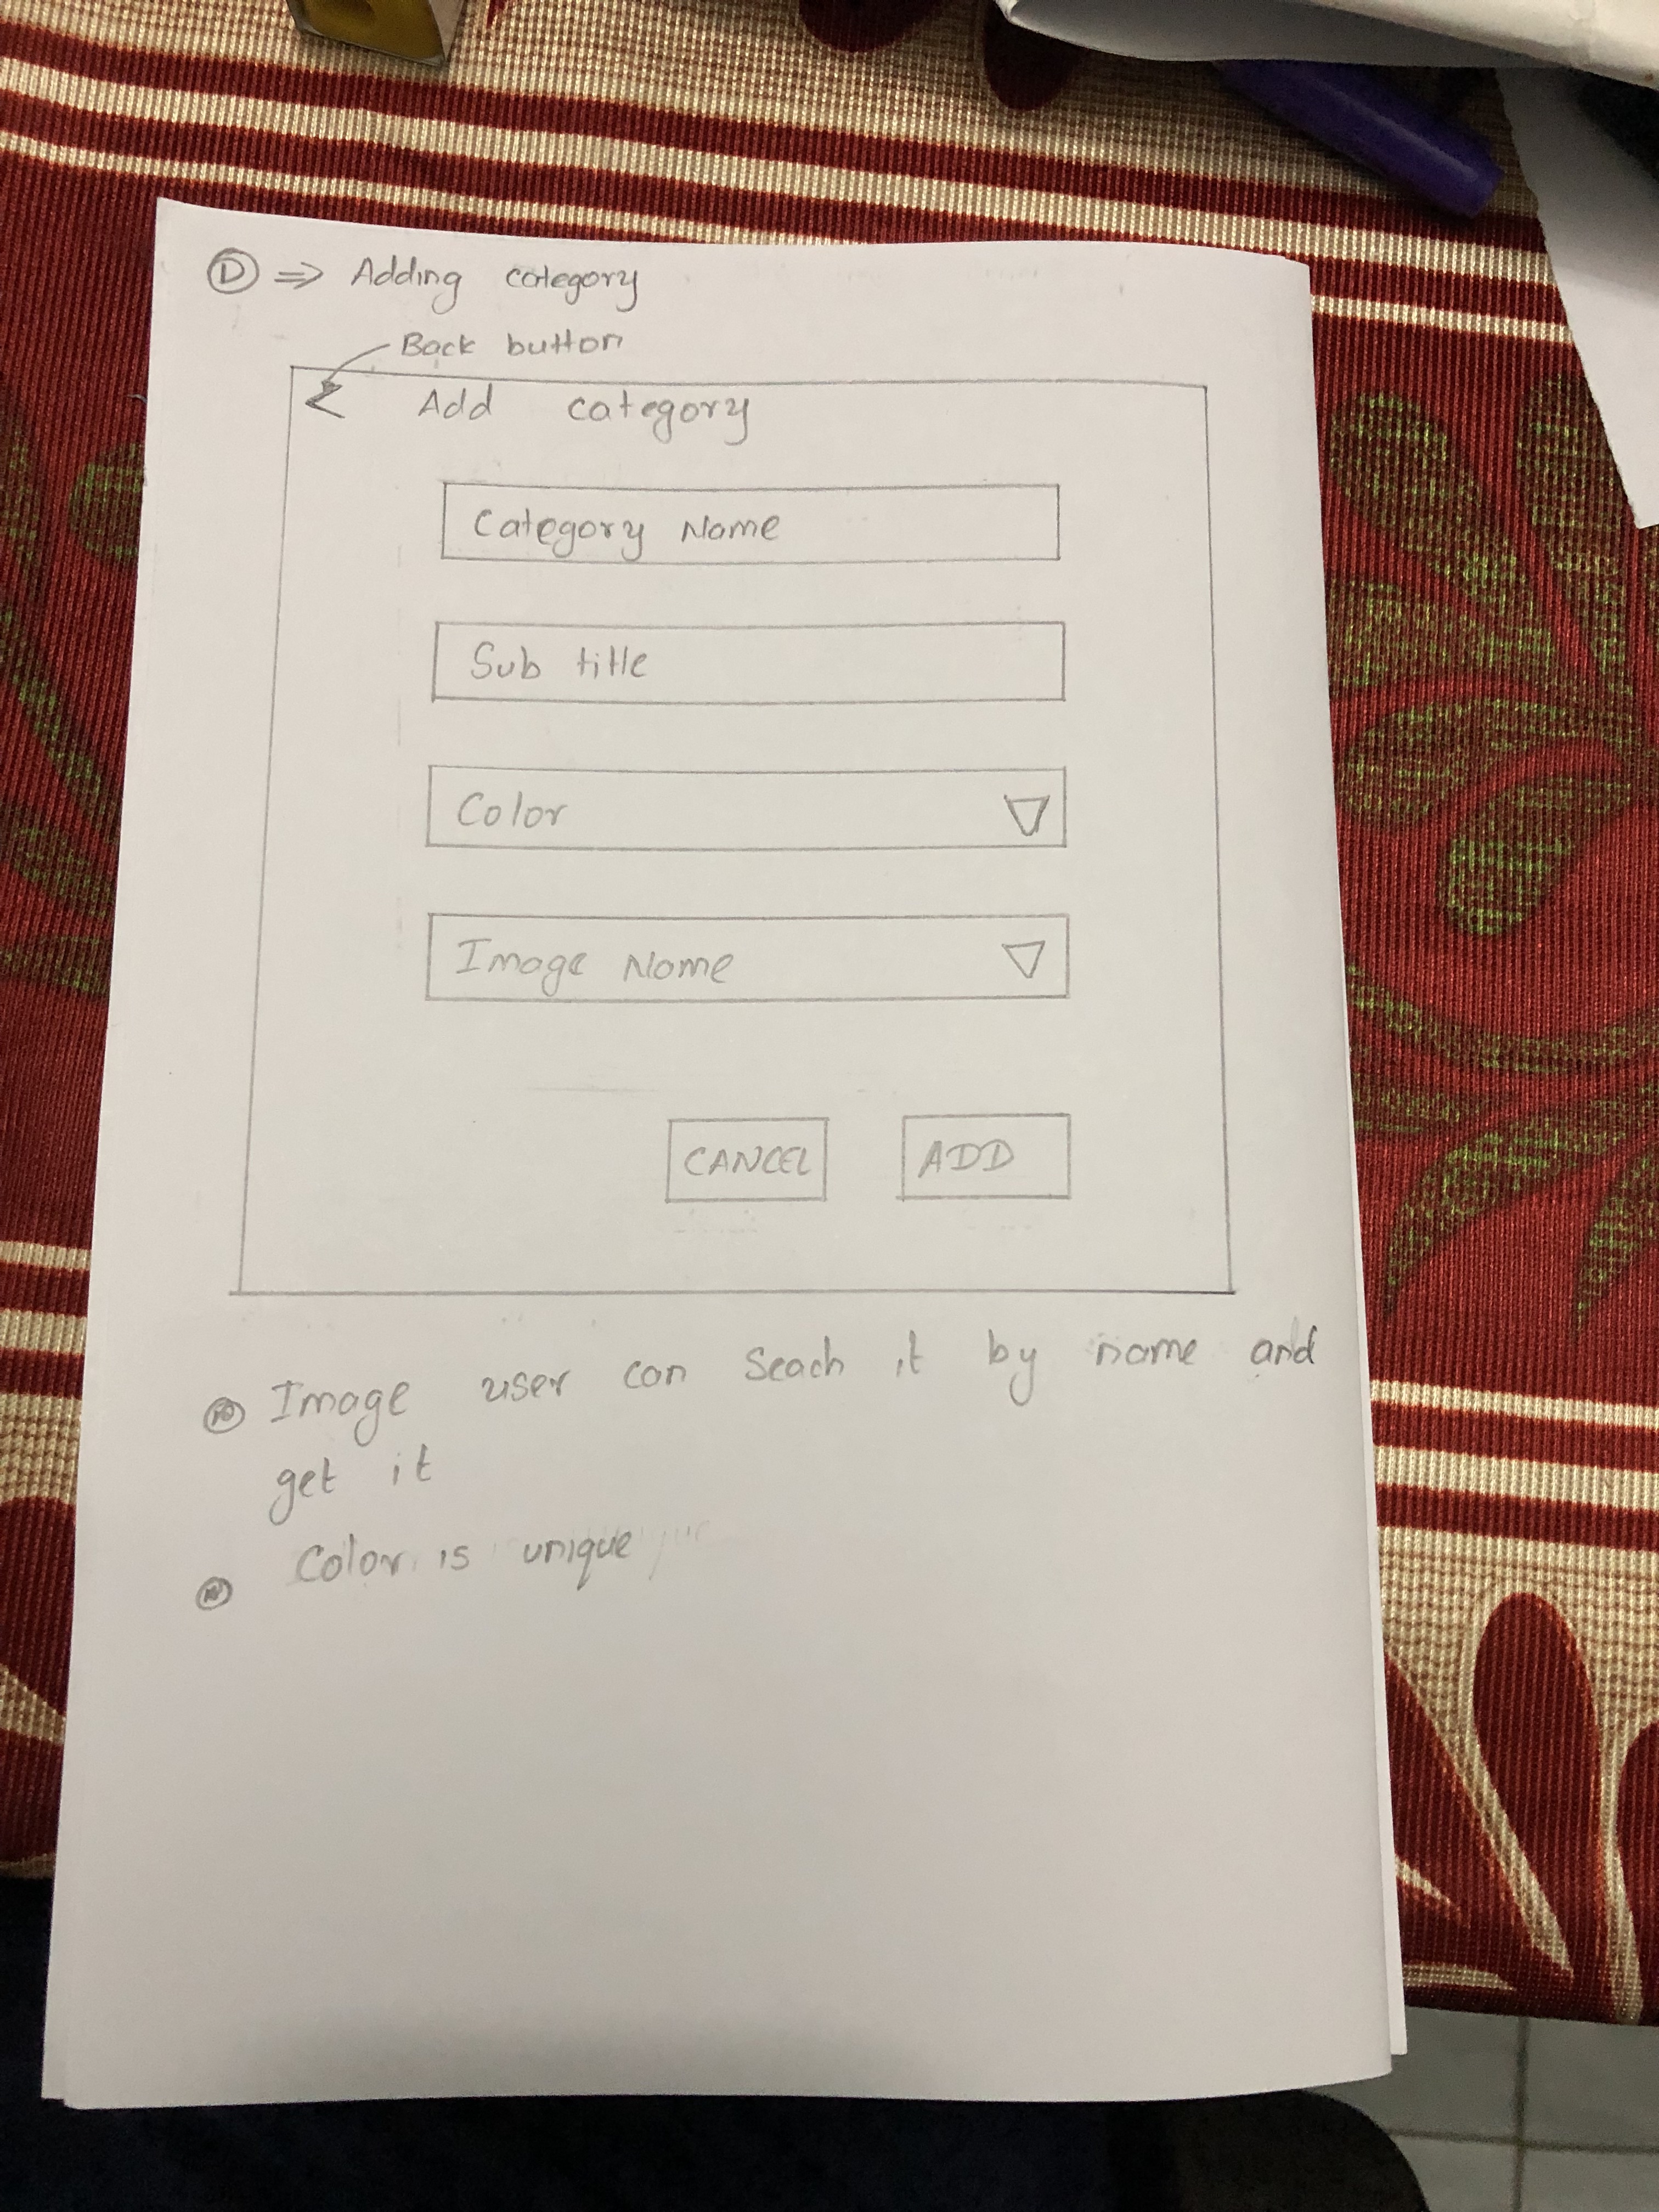 D ⇒ Adding category
Back button
< Add category
Category Name
Sub title
Color ▽
Image Name ▽
CANCEL ADD
Image user can Seach it by name and
get it
Color is unique